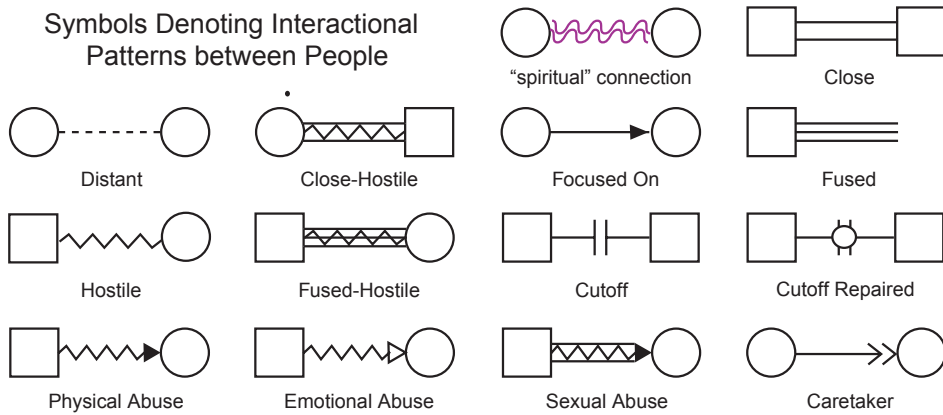 Symbols Denoting Interactional
Patterns between People
“spiritual” connection
Close
Distant
Close-Hostile
Focused On
Fused
Hostile
Fused-Hostile
Cutoff
Cutoff Repaired
Physical Abuse
Emotional Abuse
Sexual Abuse
Caretaker